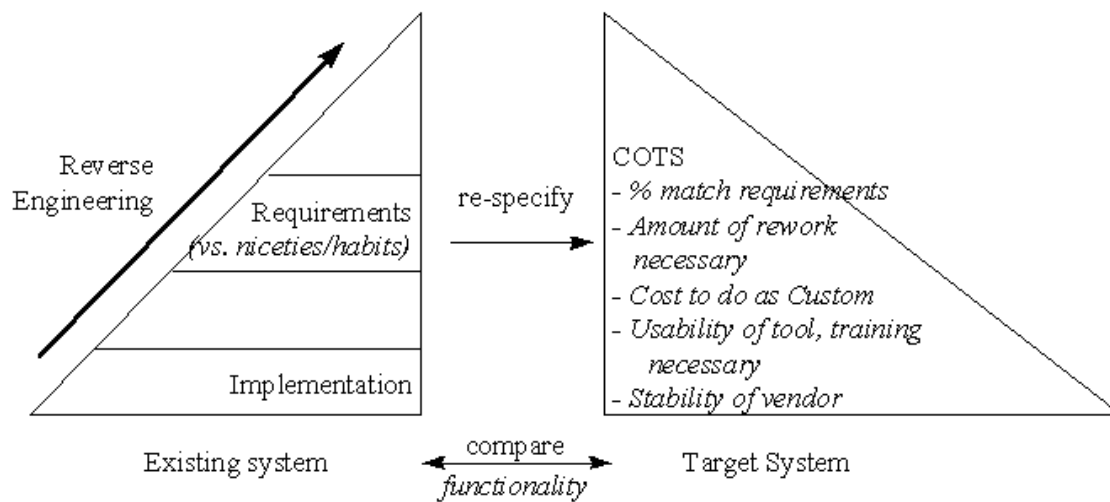 Reverse
Engineering
Requirements
(vs. niceties/habits)
Implementation
Existing system
re-specify
compare
functionality
COTS
- % match requirements
- Amount of rework
necessary
- Cost to do as Custom
- Usability of tool, training
necessary
- Stability of vendor
Target System